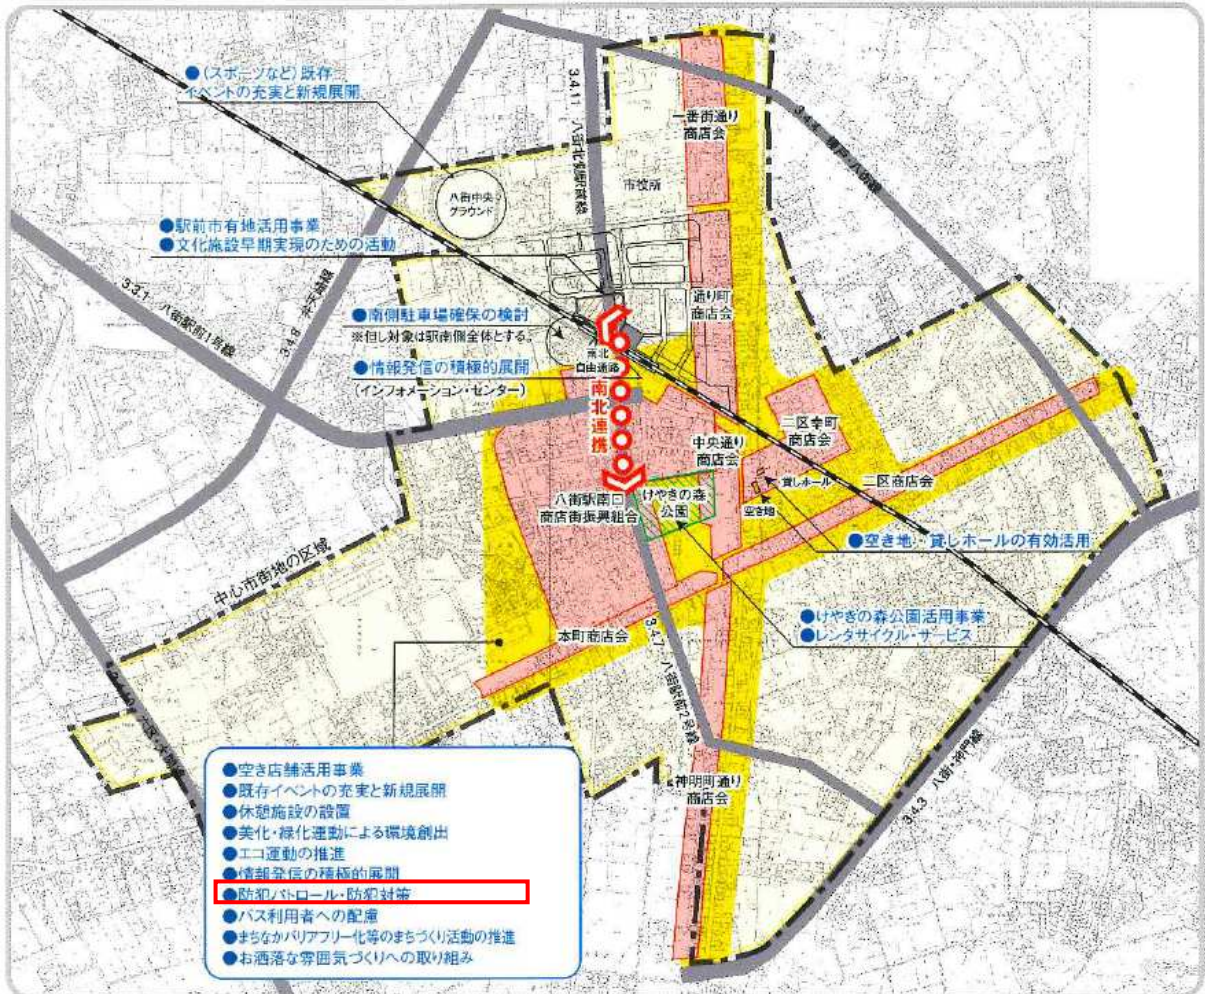 ●(スポーツなど)既存
イベントの充実と新規展開
3.4.11
一番街通り
商店会
市役所
八街中央
グラウンド
●駅前市有地活用事業
●文化施設早期実現のための活動
3.3.1 八街駅前1号線
3.4.8
●南側駐車場確保の検討
※但し対象は駅南側全体とする。
通り町
商店会
南北
自由通路
●情報発信の積極的展開
(インフォメーション・センター)
南北連携
二区幸町
商店会
中央通り
商店会
貸しホール
二区商店会
八街駅南口
商店街振興組合
けやきの森
公園
空き地
●空き地・貸しホールの有効活用
中心市街地の区域
●けやきの森公園活用事業
●レンタサイクル・サービス
本町商店会
3.4.7 八街駅前2号線
神明町通り
商店会
3.4.3 八街・神門線
●空き店舗活用事業
●既存イベントの充実と新規展開
●休憩施設の設置
●美化・緑化運動による環境創出
●エコ運動の推進
●情報発信の積極的展開
●防犯パトロール・防犯対策
●バス利用者への配慮
●まちなかバリアフリー化等のまちづくり活動の推進
●お洒落な雰囲気づくりへの取り組み